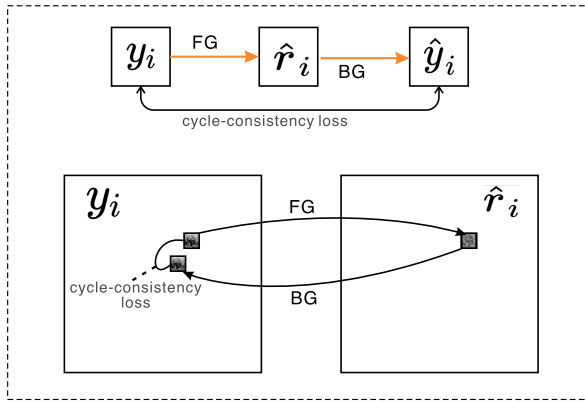 y_i FG r̂_i BG ŷ_i
cycle-consistency loss
y_i r̂_i
FG
cycle-consistency
loss
BG